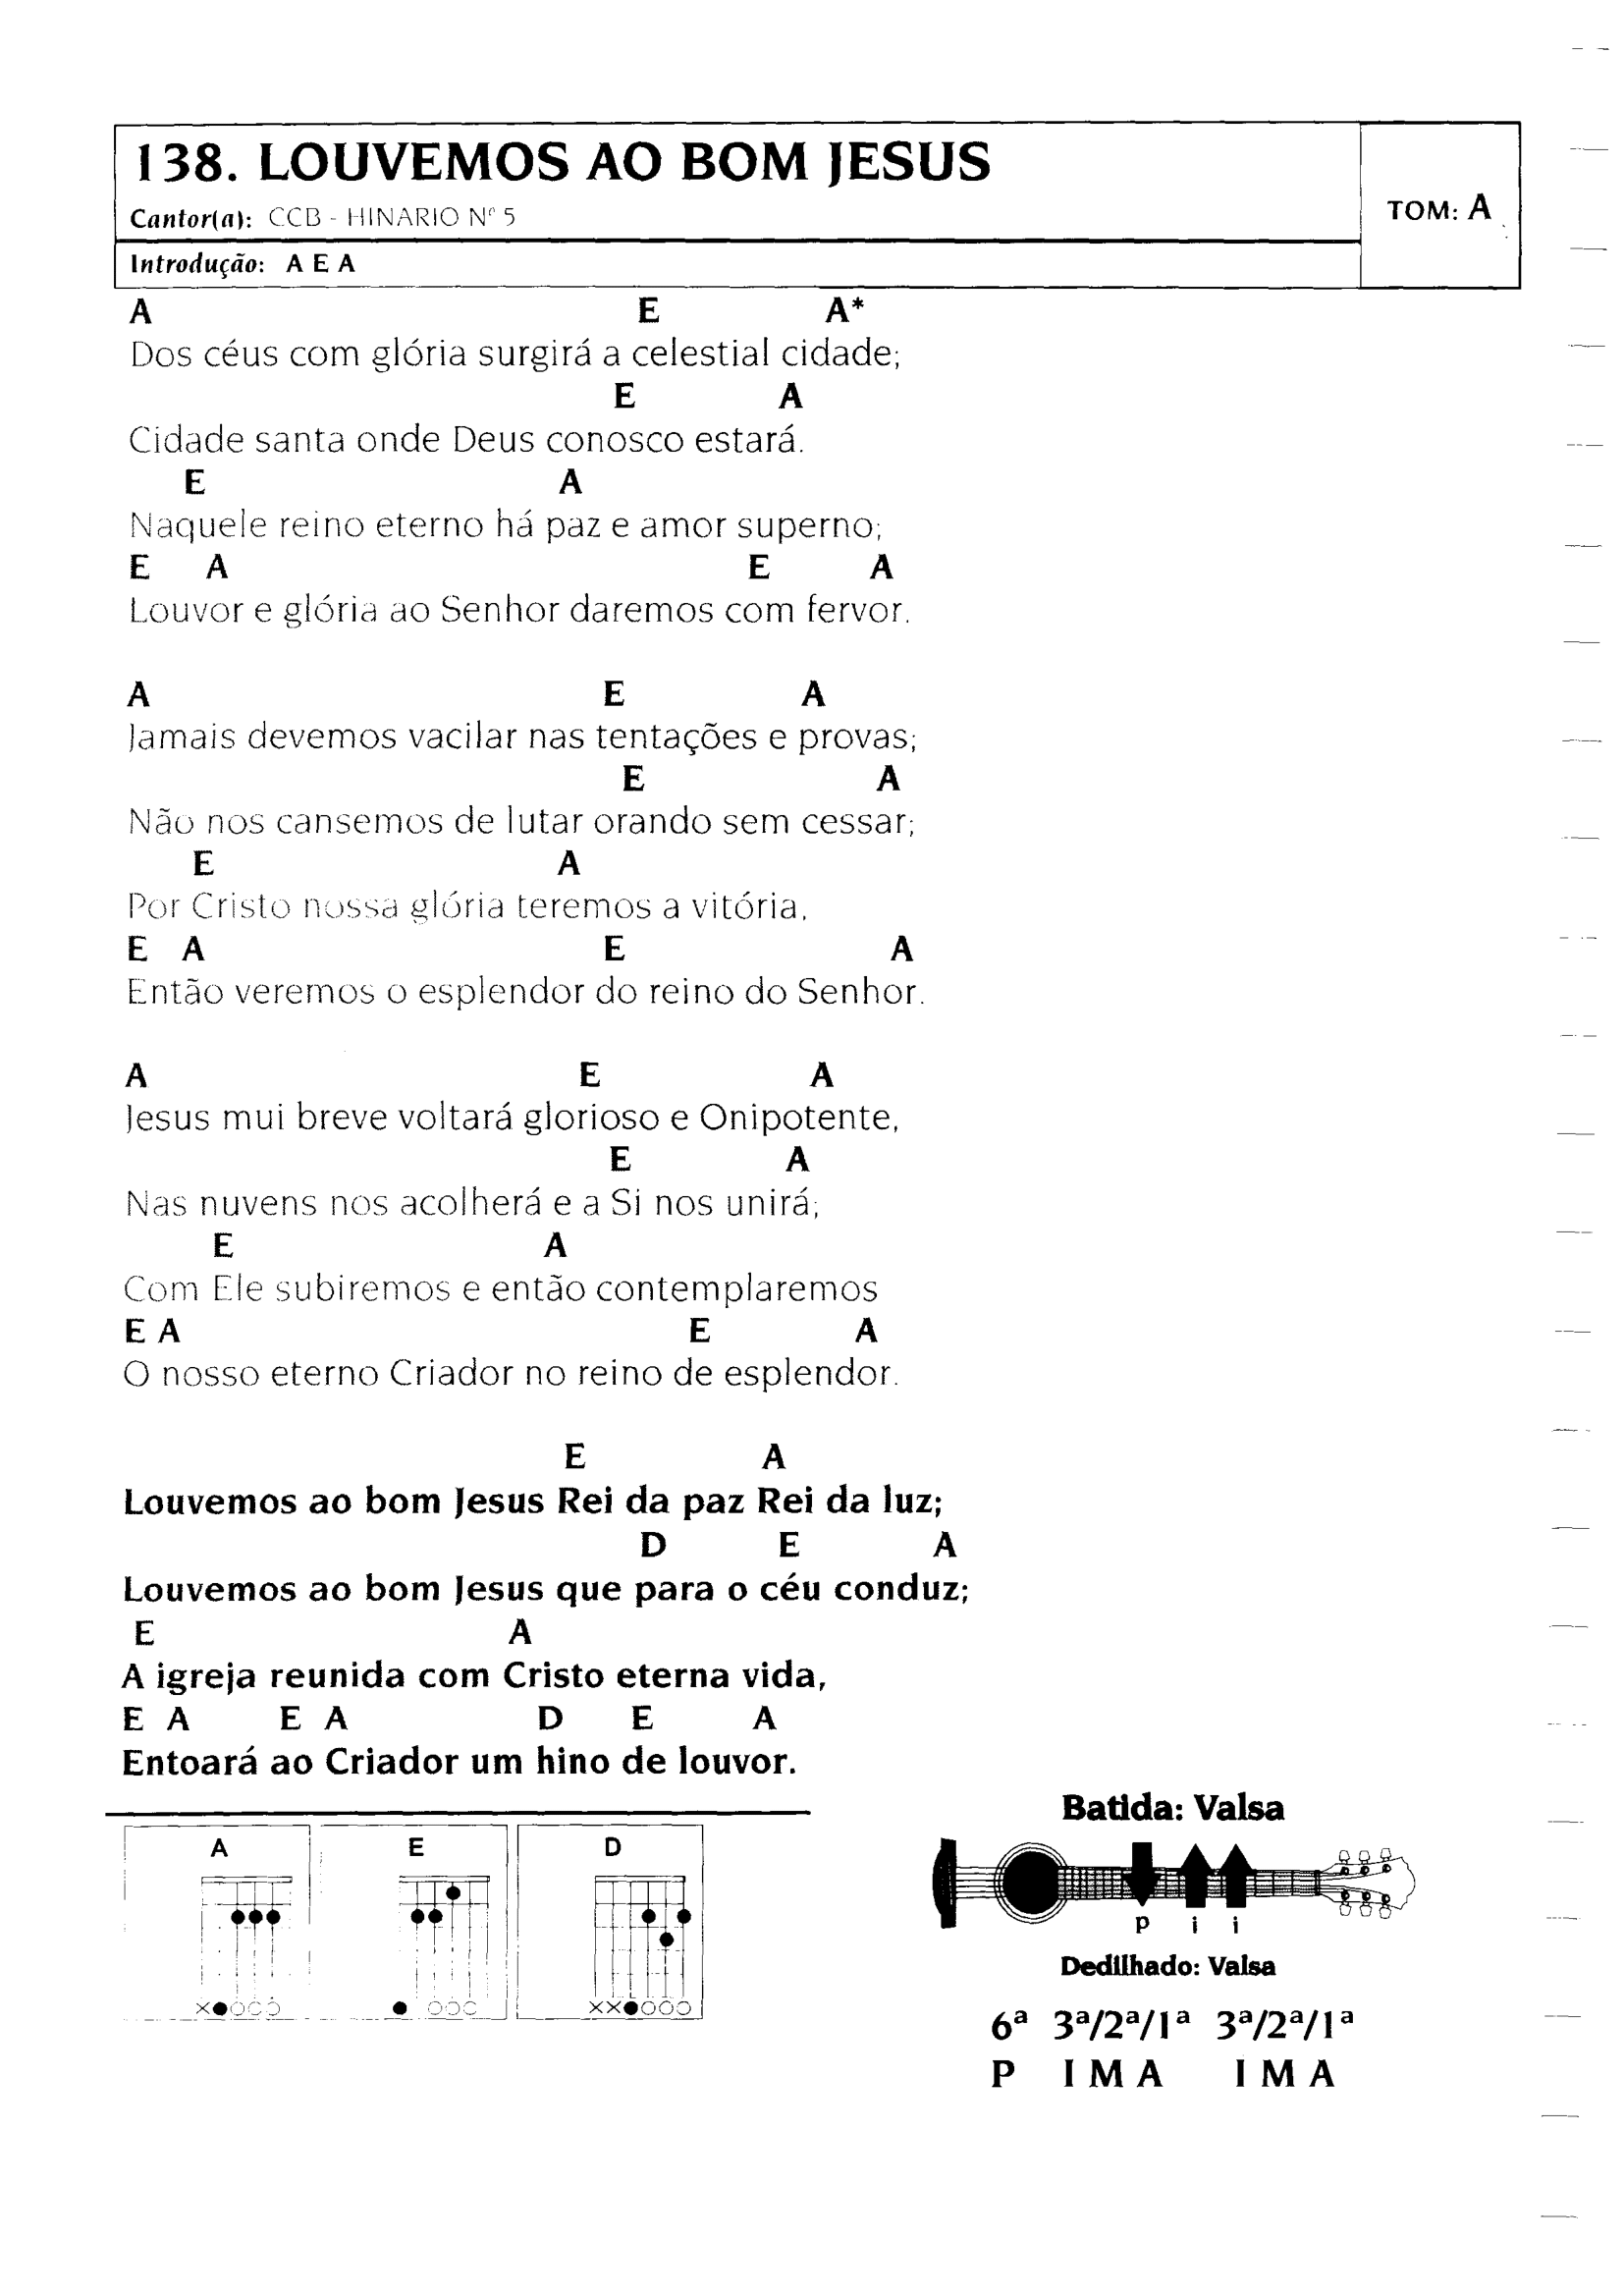 138. LOUVEMOS AO BOM JESUS
Cantor(a): CCB - HINARIO Nº 5
TOM: A
Introdução: A E A
A E A*
Dos céus com glória surgirá a celestial cidade;
E A
Cidade santa onde Deus conosco estará.
E A
Naquele reino eterno há paz e amor superno;
E A E A
Louvor e glória ao Senhor daremos com fervor.
A E A
Jamais devemos vacilar nas tentações e provas;
E A
Não nos cansemos de lutar orando sem cessar;
E A
Por Cristo nossa glória teremos a vitória,
E A E A
Então veremos o esplendor do reino do Senhor.
A E A
Jesus mui breve voltará glorioso e Onipotente,
E A
Nas nuvens nos acolherá e a Si nos unirá;
E A
Com Ele subiremos e então contemplaremos
E A E A
O nosso eterno Criador no reino de esplendor.
E A
Louvemos ao bom Jesus Rei da paz Rei da luz;
D E A
Louvemos ao bom Jesus que para o céu conduz;
E A
A igreja reunida com Cristo eterna vida,
E A E A D E A
Entoará ao Criador um hino de louvor.
A E D
Batida: Valsa
p i i
Dedilhado: Valsa
6ª 3ª/2ª/1ª 3ª/2ª/1ª
P I M A I M A